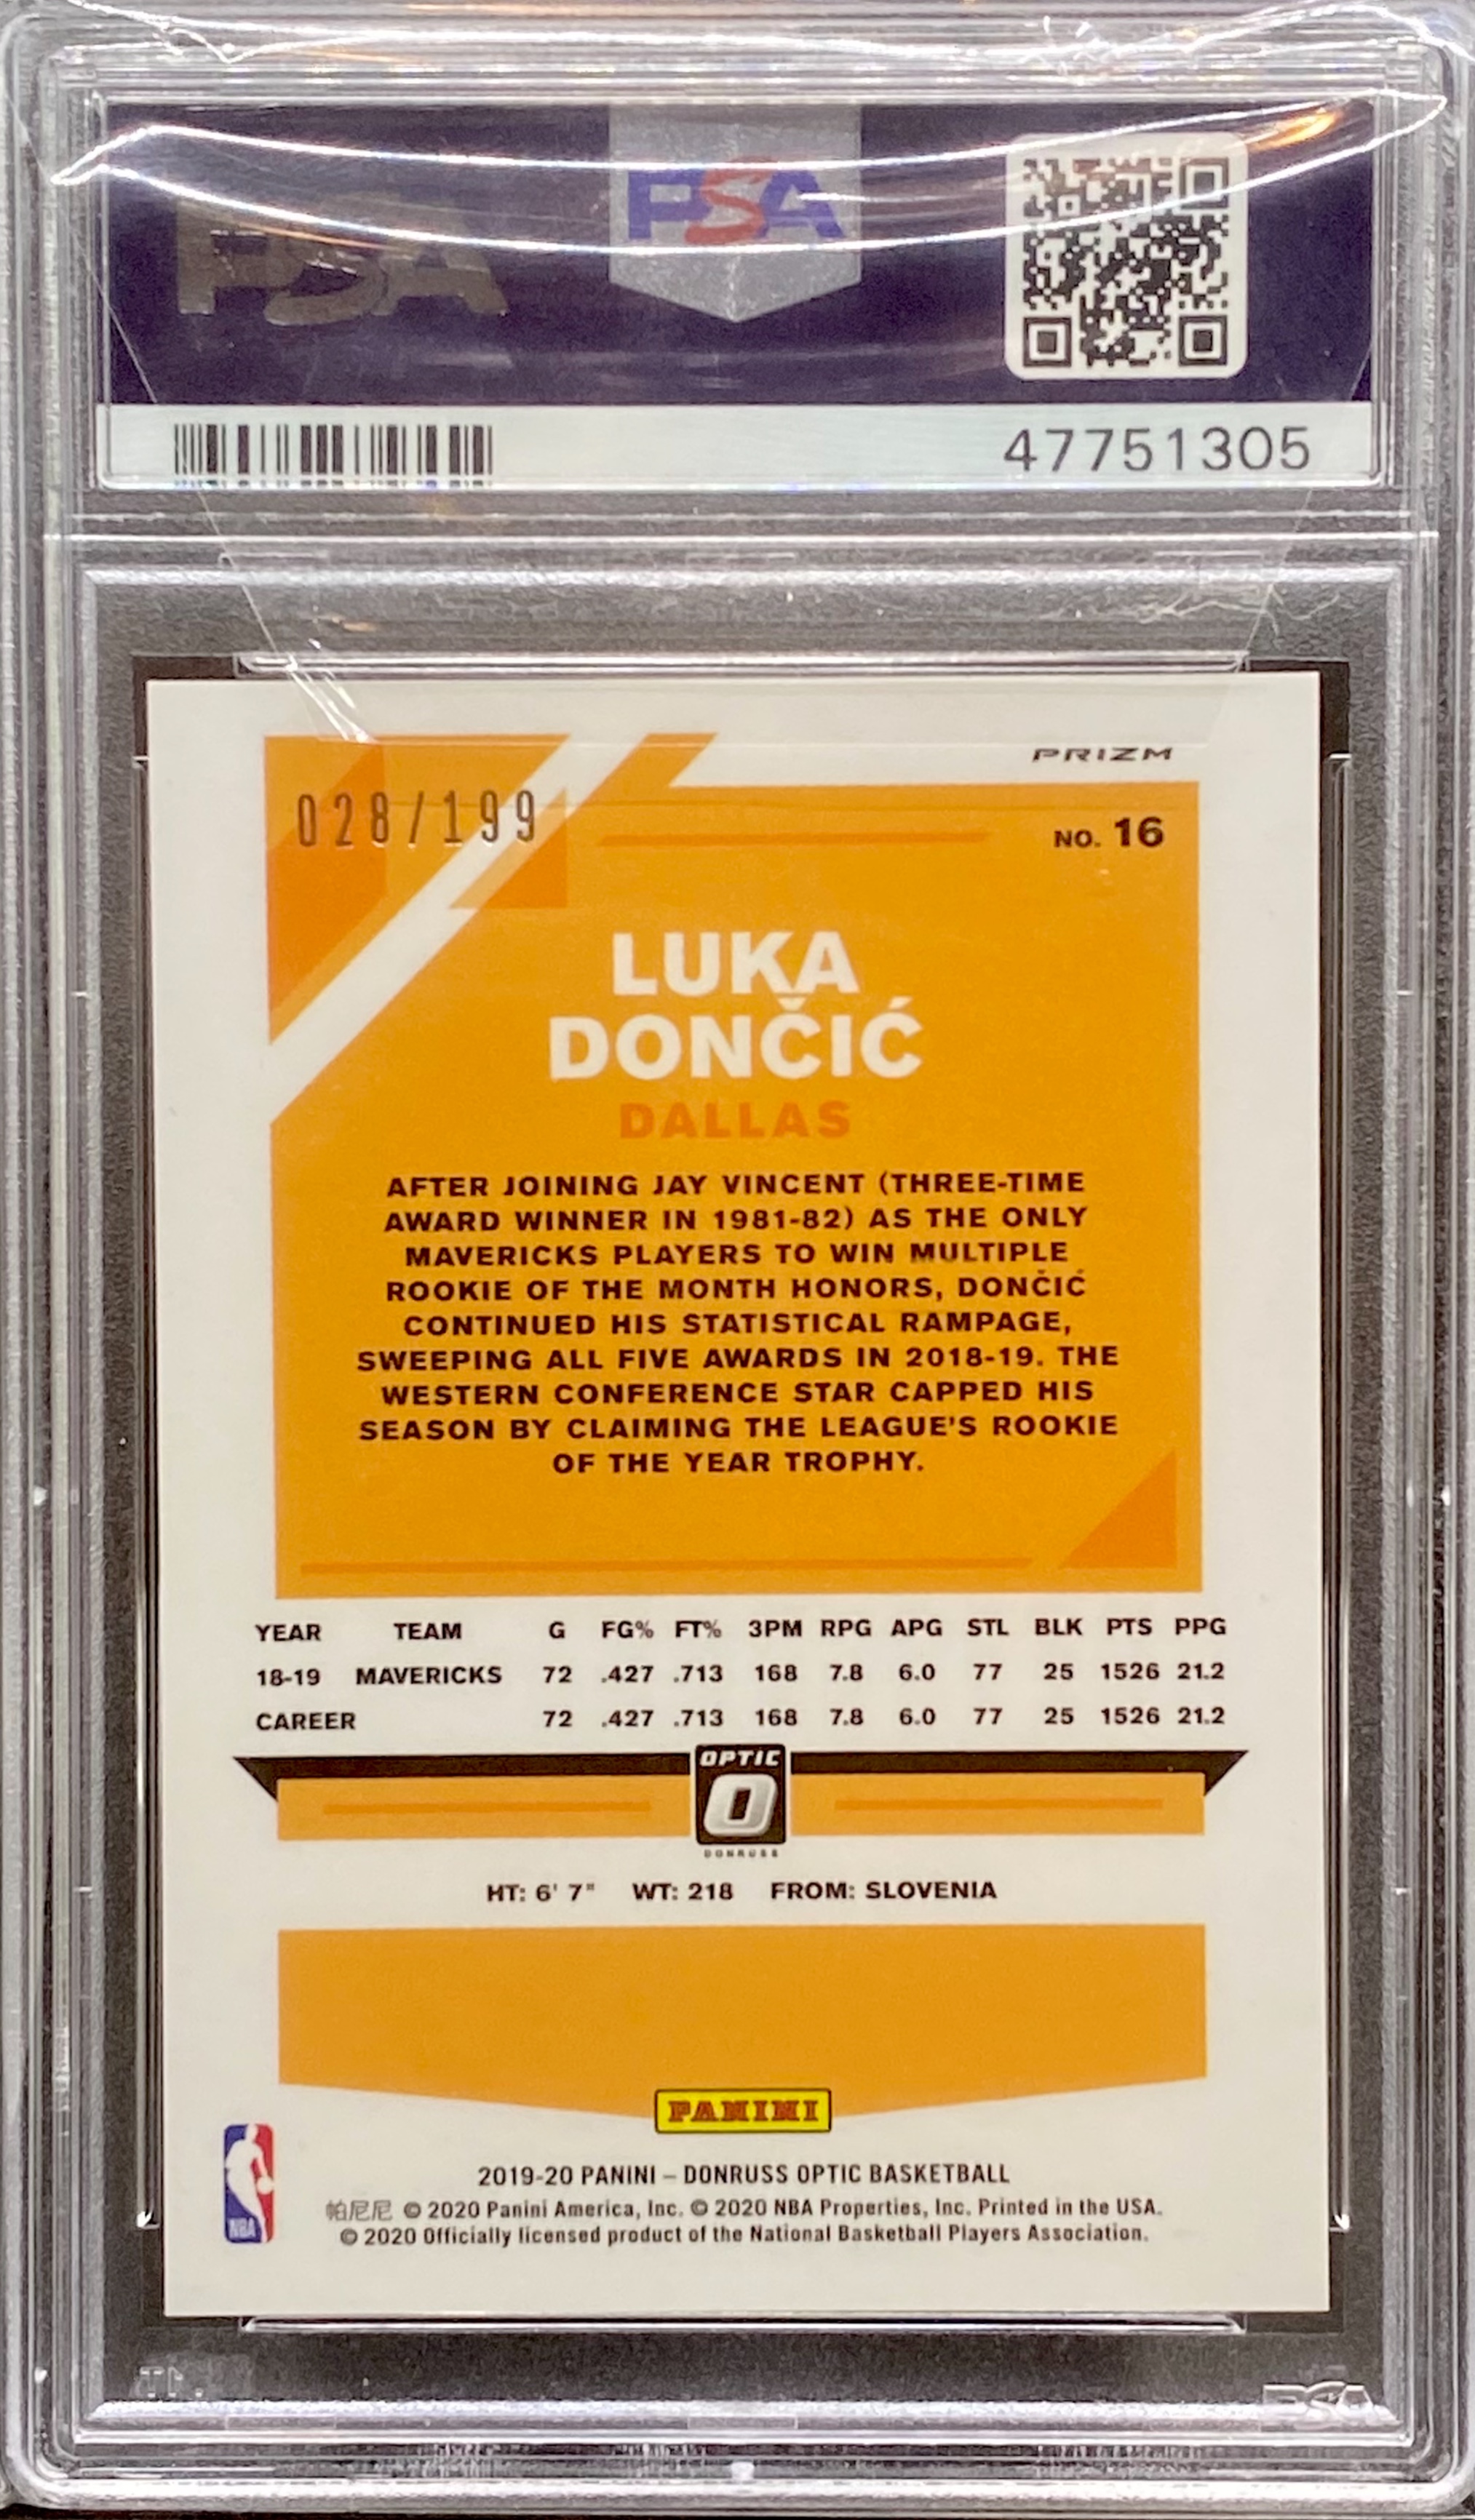 PSA
PSA
47751305
PRIZM
028/199
NO. 16
LUKA
DONČIĆ
DALLAS
AFTER JOINING JAY VINCENT (THREE-TIME
AWARD WINNER IN 1981-82) AS THE ONLY
MAVERICKS PLAYERS TO WIN MULTIPLE
ROOKIE OF THE MONTH HONORS, DONČIĆ
CONTINUED HIS STATISTICAL RAMPAGE,
SWEEPING ALL FIVE AWARDS IN 2018-19. THE
WESTERN CONFERENCE STAR CAPPED HIS
SEASON BY CLAIMING THE LEAGUE'S ROOKIE
OF THE YEAR TROPHY.
YEAR TEAM G FG% FT% 3PM RPG APG STL BLK PTS PPG
18-19 MAVERICKS 72 .427 .713 168 7.8 6.0 77 25 1526 21.2
CAREER 72 .427 .713 168 7.8 6.0 77 25 1526 21.2
OPTIC
O
DONRUSS
HT: 6' 7" WT: 218 FROM: SLOVENIA
PANINI
NBA
2019-20 PANINI – DONRUSS OPTIC BASKETBALL
帕尼尼 © 2020 Panini America, Inc. © 2020 NBA Properties, Inc. Printed in the USA.
© 2020 Officially licensed product of the National Basketball Players Association.
PSA